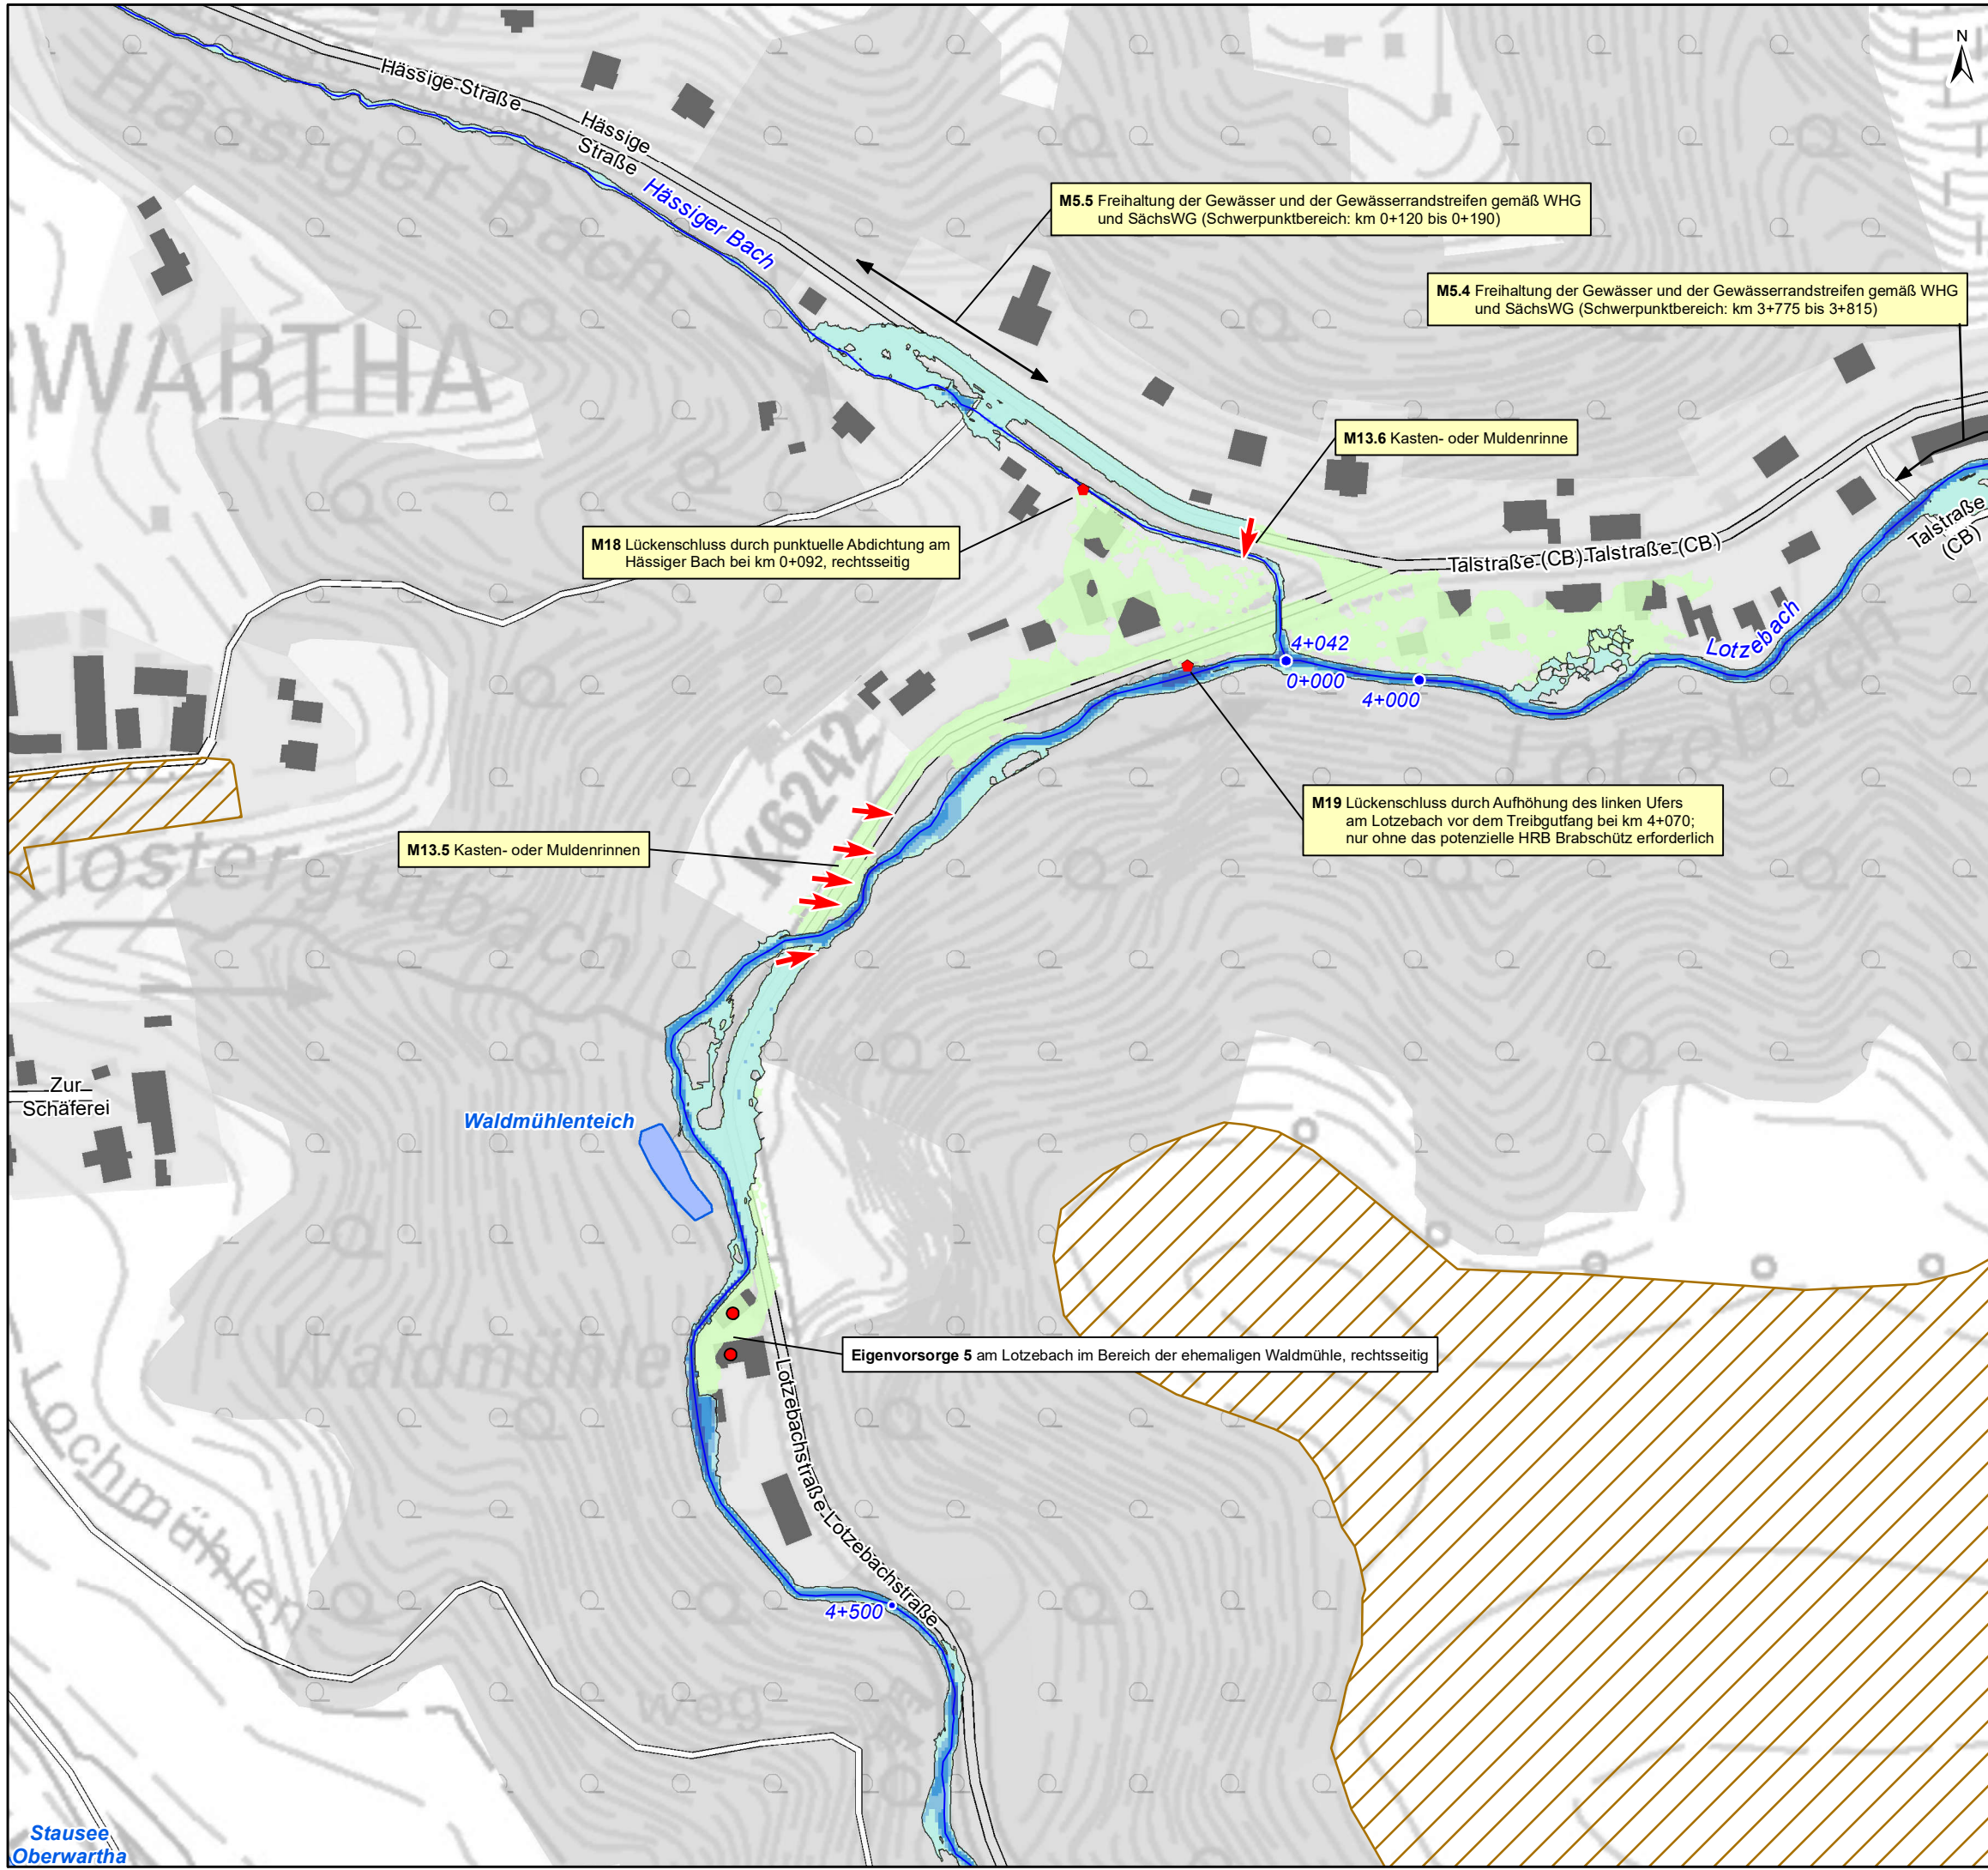 N
Hässige Straße
Hässige
Straße
Hässiger Bach
Hässiger Bach
M5.5 Freihaltung der Gewässer und der Gewässerrandstreifen gemäß WHG
und SächsWG (Schwerpunktbereich: km 0+120 bis 0+190)
M5.4 Freihaltung der Gewässer und der Gewässerrandstreifen gemäß WHG
und SächsWG (Schwerpunktbereich: km 3+775 bis 3+815)
WARTHA
M13.6 Kasten- oder Muldenrinne
M18 Lückenschluss durch punktuelle Abdichtung am
Hässiger Bach bei km 0+092, rechtsseitig
Talstraße (CB) Talstraße (CB)
Talstraße
(CB)
Lotzebach
4+042
0+000
4+000
K6242
M19 Lückenschluss durch Aufhöhung des linken Ufers
am Lotzebach vor dem Treibgutfang bei km 4+070;
nur ohne das potenzielle HRB Brabschütz erforderlich
M13.5 Kasten- oder Muldenrinnen
lostergutbach
Zur
Schäferei
Waldmühlenteich
Eigenvorsorge 5 am Lotzebach im Bereich der ehemaligen Waldmühle, rechtsseitig
Waldmühle
Lotzebachstraße Lotzebachstraße
Lochmühlen
4+500
weg
Stausee
Oberwartha